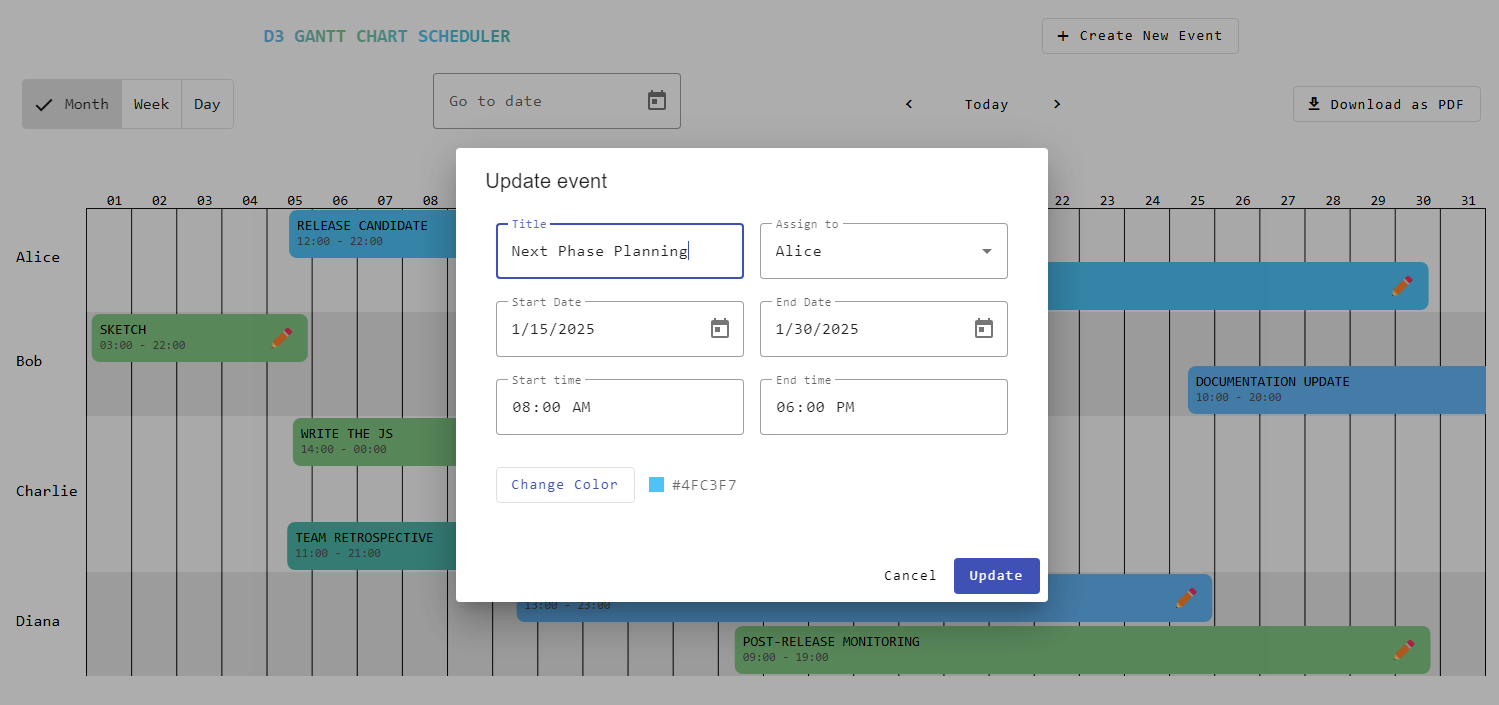 D3 GANTT CHART SCHEDULER
+ Create New Event
Month Week Day
Go to date
Today
Download as PDF
01 02 03 04 05 06 07 08 22 23 24 25 26 27 28 29 30 31
Update event
Title
Next Phase Planning
Assign to
Alice
Start Date
1/15/2025
End Date
1/30/2025
Start time
08:00 AM
End time
06:00 PM
Change Color
#4FC3F7
Cancel
Update
Alice
RELEASE CANDIDATE
12:00 - 22:00
Bob
SKETCH
03:00 - 22:00
DOCUMENTATION UPDATE
10:00 - 20:00
Charlie
WRITE THE JS
14:00 - 00:00
TEAM RETROSPECTIVE
11:00 - 21:00
Diana
13:00 - 23:00
POST-RELEASE MONITORING
09:00 - 19:00